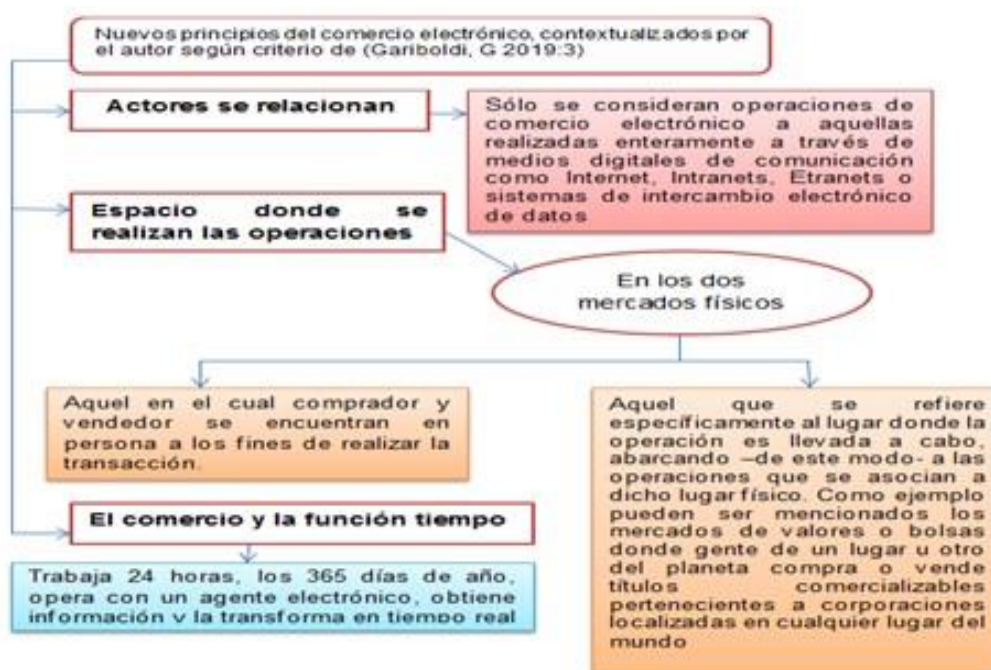 Nuevos principios del comercio electrónico, contextualizados por
el autor según criterio de (Gariboldi, G 2019:3)
Actores se relacionan
Sólo se consideran operaciones de
comercio electrónico a aquellas
realizadas enteramente a través de
medios digitales de comunicación
como Internet, Intranets, Etranets o
sistemas de intercambio electrónico
de datos
Espacio donde se
realizan las operaciones
En los dos
mercados físicos
Aquel en el cual comprador y
vendedor se encuentran en
persona a los fines de realizar la
transacción.
Aquel que se refiere
específicamente al lugar donde la
operación es llevada a cabo,
abarcando –de este modo- a las
operaciones que se asocian a
dicho lugar físico. Como ejemplo
pueden ser mencionados los
mercados de valores o bolsas
donde gente de un lugar u otro
del planeta compra o vende
títulos comercializables
pertenecientes a corporaciones
localizadas en cualquier lugar del
mundo
El comercio y la función tiempo
Trabaja 24 horas, los 365 días de año,
opera con un agente electrónico, obtiene
información y la transforma en tiempo real